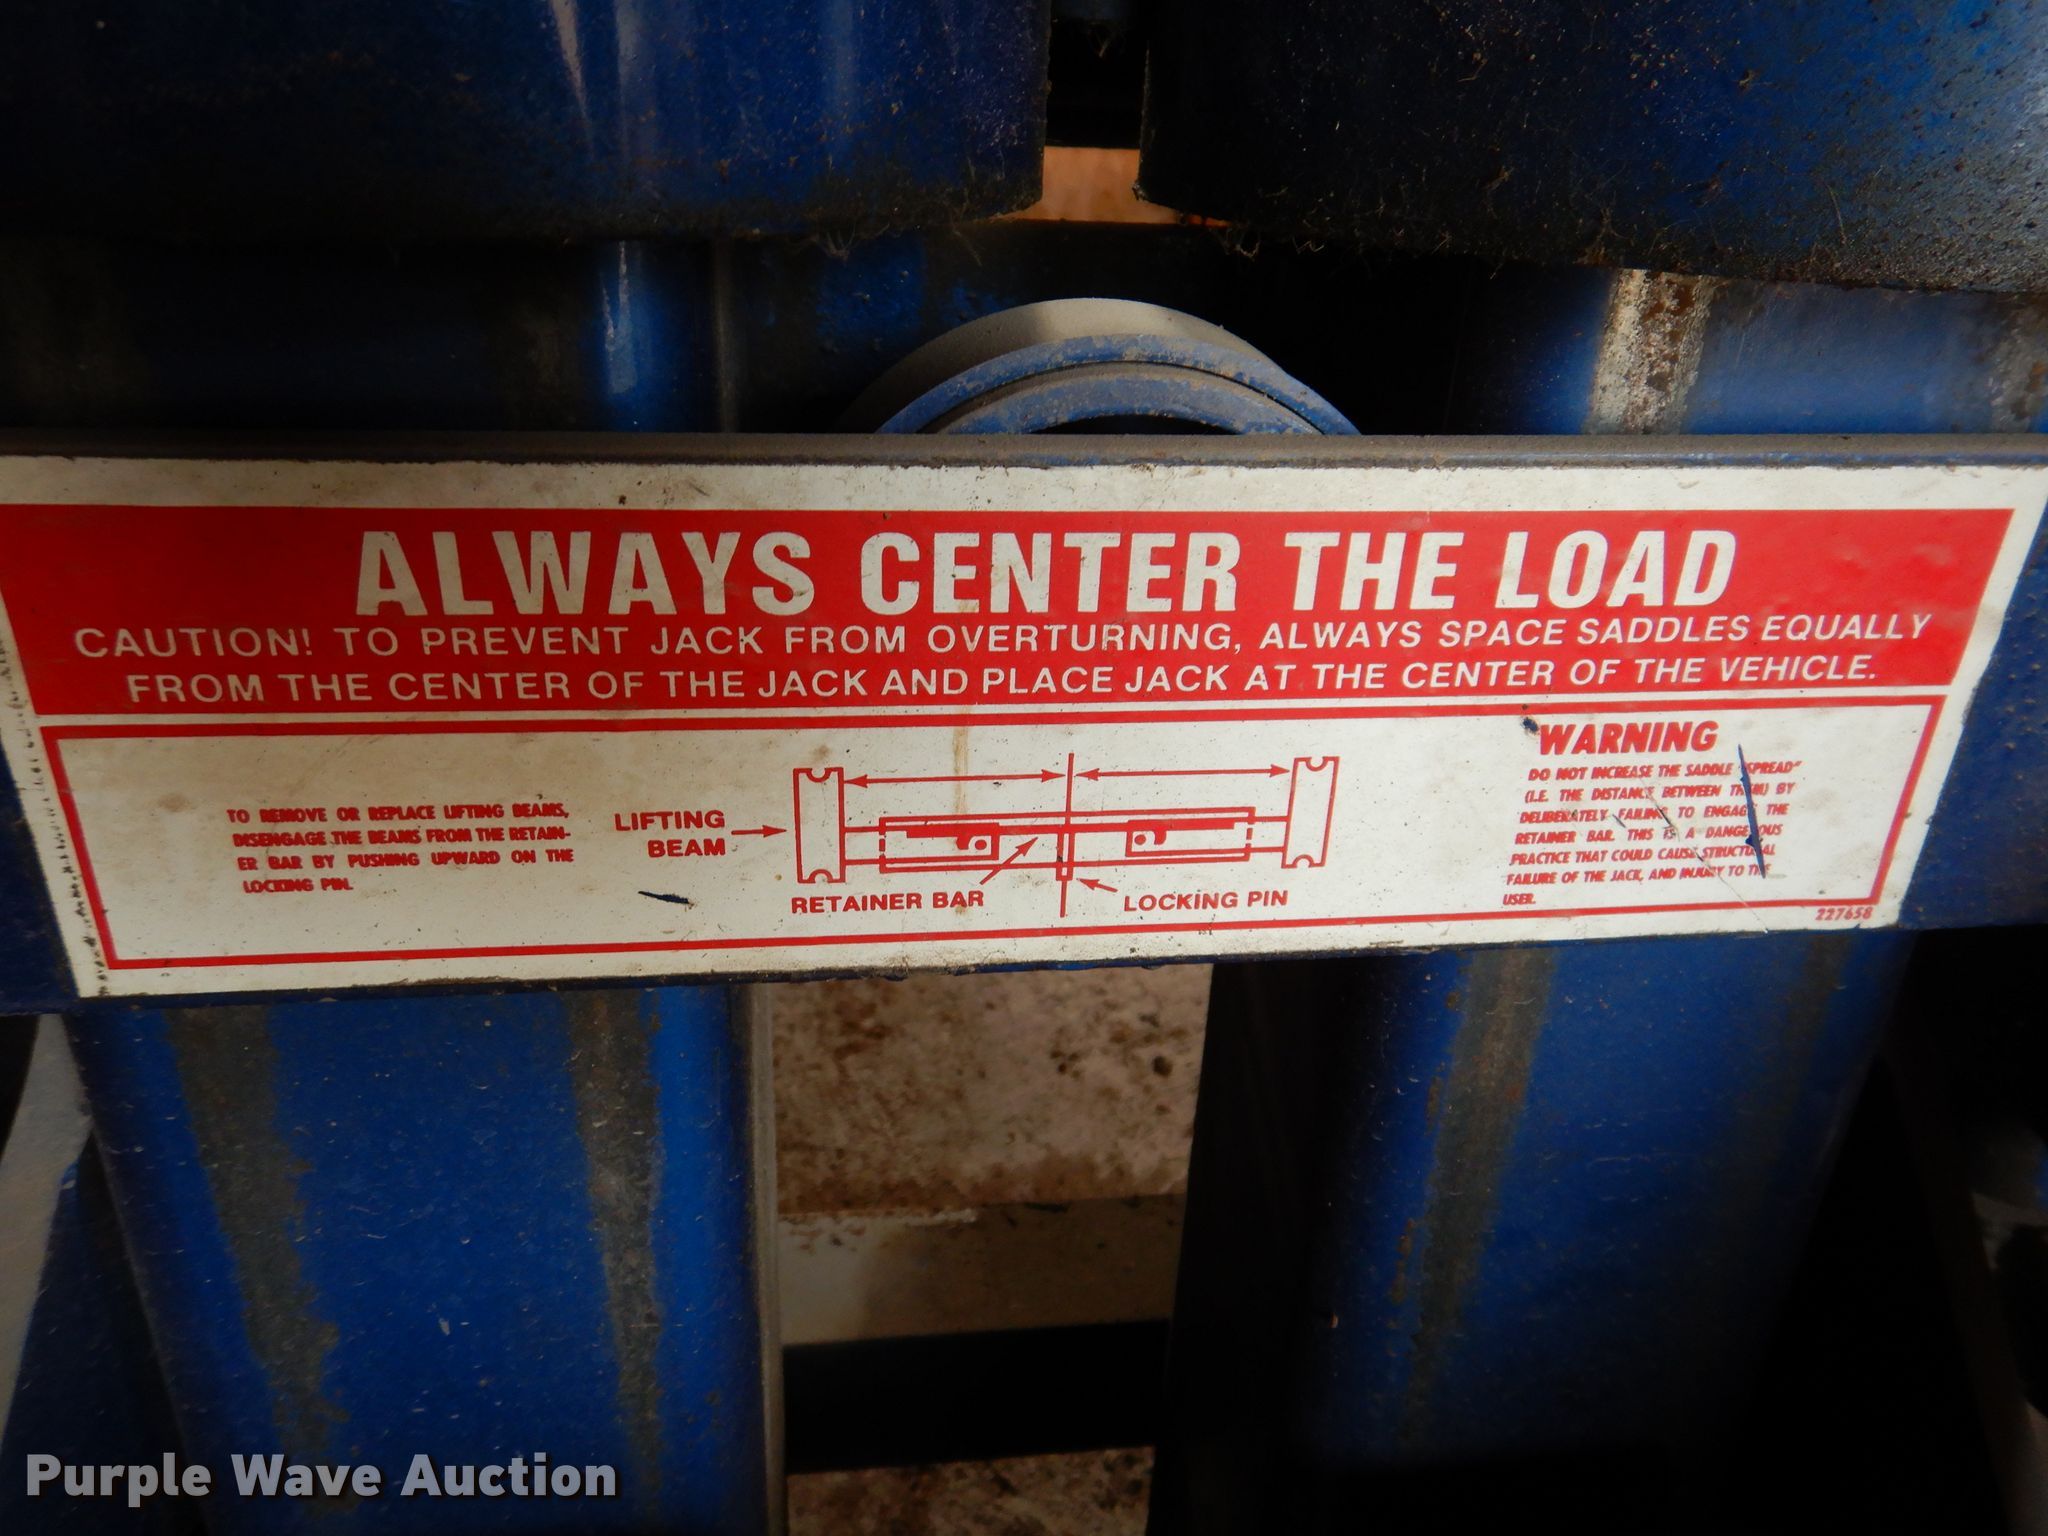 ALWAYS CENTER THE LOAD
CAUTION! TO PREVENT JACK FROM OVERTURNING, ALWAYS SPACE SADDLES EQUALLY
FROM THE CENTER OF THE JACK AND PLACE JACK AT THE CENTER OF THE VEHICLE.
TO REMOVE OR REPLACE LIFTING BEAMS,
DISENGAGE THE BEAMS FROM THE RETAIN-
ER BAR BY PUSHING UPWARD ON THE
LOCKING PIN.
LIFTING
BEAM
RETAINER BAR
LOCKING PIN
WARNING
DO NOT INCREASE THE SADDLE "SPREAD"
(I.E. THE DISTANCE BETWEEN THEM) BY
DELIBERATELY FAILING TO ENGAGE THE
RETAINER BAR. THIS IS A DANGEROUS
PRACTICE THAT COULD CAUSE STRUCTURAL
FAILURE OF THE JACK, AND INJURY TO THE
USER.
227658
Purple Wave Auction